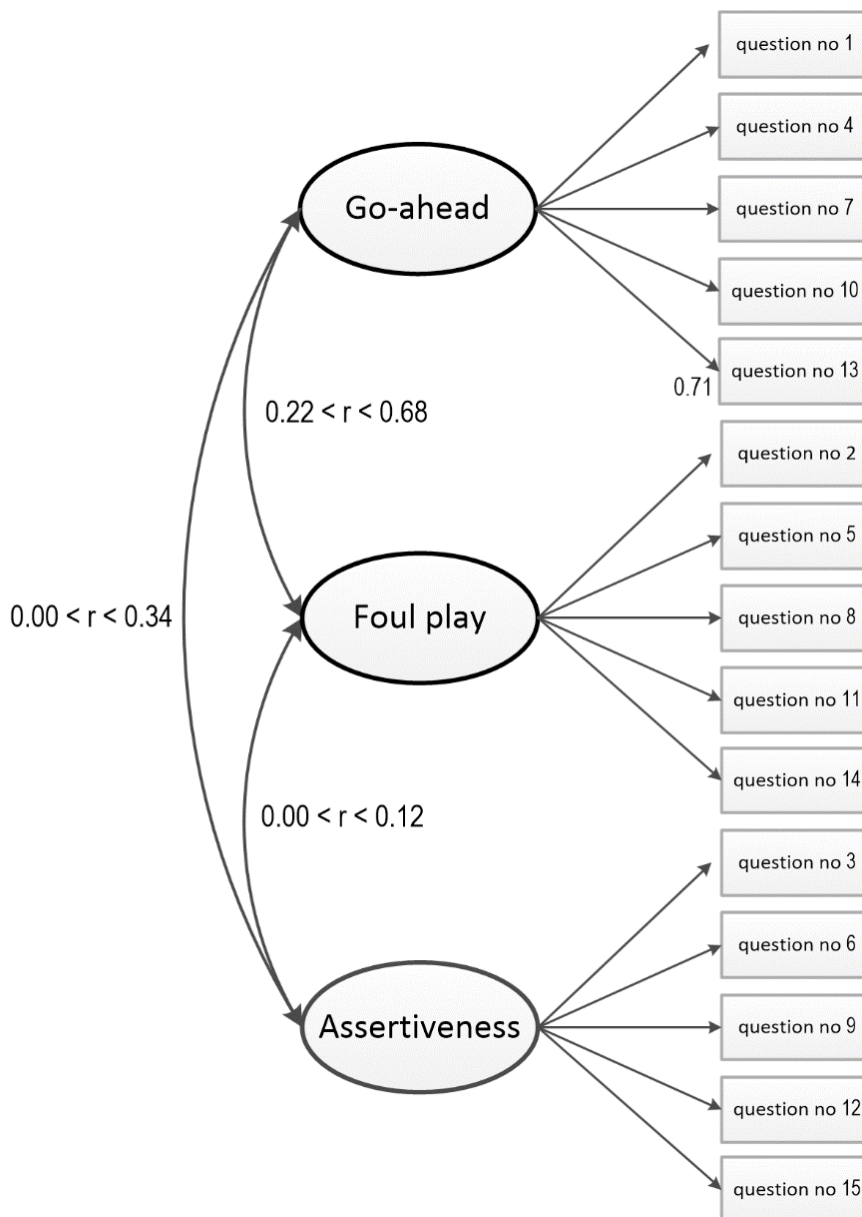 question no 1
question no 4
Go-ahead
question no 7
question no 10
question no 13
0.71
0.22 < r < 0.68
question no 2
question no 5
0.00 < r < 0.34
Foul play
question no 8
question no 11
question no 14
0.00 < r < 0.12
question no 3
question no 6
Assertiveness
question no 9
question no 12
question no 15